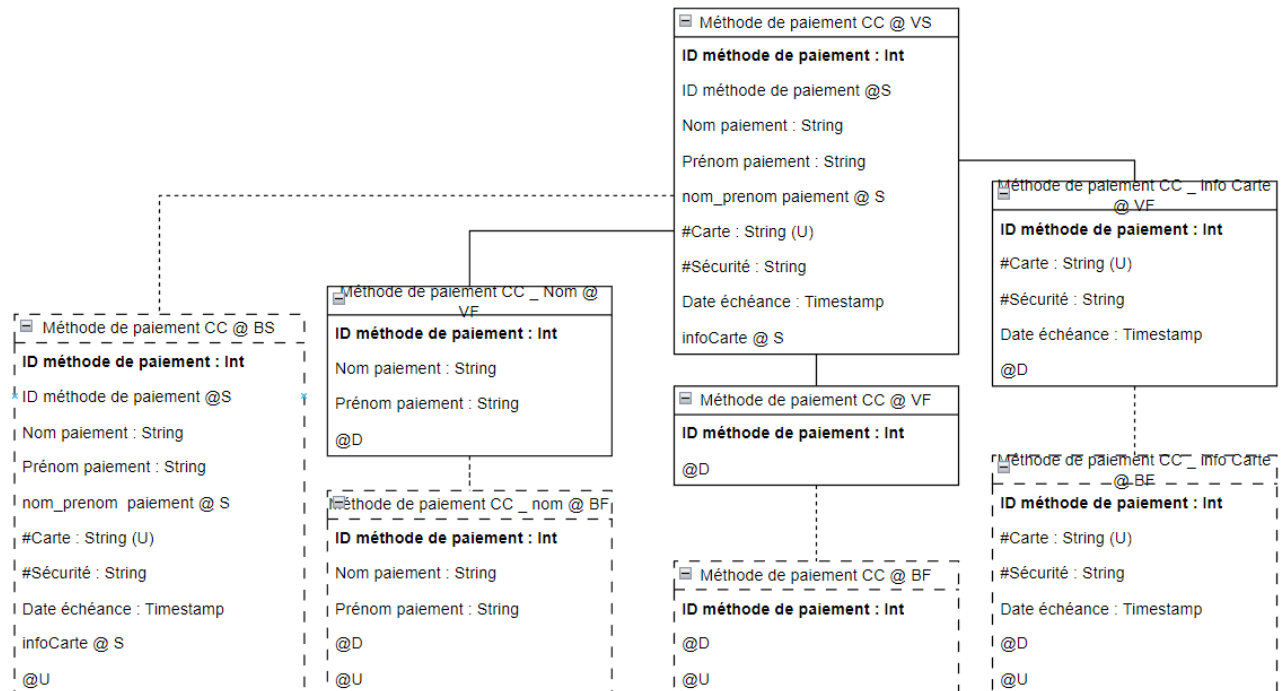 Méthode de paiement CC @ VS
ID méthode de paiement : Int
ID méthode de paiement @S
Nom paiement : String
Prénom paiement : String
nom_prenom paiement @ S
#Carte : String (U)
#Sécurité : String
Date échéance : Timestamp
infoCarte @ S
Méthode de paiement CC _ Info Carte
@ VF
ID méthode de paiement : Int
#Carte : String (U)
#Sécurité : String
Date échéance : Timestamp
@D
Méthode de paiement CC _ Nom @
VF
ID méthode de paiement : Int
Nom paiement : String
Prénom paiement : String
@D
Méthode de paiement CC @ BS
ID méthode de paiement : Int
ID méthode de paiement @S
Nom paiement : String
Prénom paiement : String
nom_prenom  paiement @ S
#Carte : String (U)
#Sécurité : String
Date échéance : Timestamp
infoCarte @ S
@U
Méthode de paiement CC _ nom @ BF
ID méthode de paiement : Int
Nom paiement : String
Prénom paiement : String
@D
@U
Méthode de paiement CC @ VF
ID méthode de paiement : Int
@D
Méthode de paiement CC @ BF
ID méthode de paiement : Int
@D
@U
Méthode de paiement CC _ Info Carte
@ BF
ID méthode de paiement : Int
#Carte : String (U)
#Sécurité : String
Date échéance : Timestamp
@D
@U